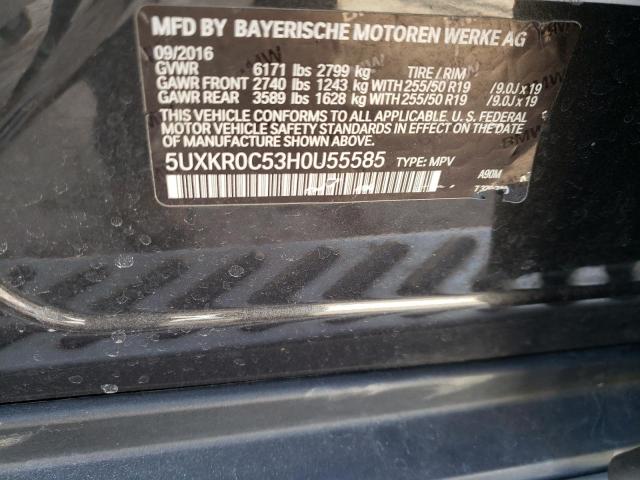 MFD BY BAYERISCHE MOTOREN WERKE AG
09/2016
GVWR 6171 lbs 2799 kg TIRE / RIM
GAWR FRONT 2740 lbs 1243 kg WITH 255/50 R19 / 9.0J x 19
GAWR REAR 3589 lbs 1628 kg WITH 255/50 R19 / 9.0J x 19
THIS VEHICLE CONFORMS TO ALL APPLICABLE U. S. FEDERAL
MOTOR VEHICLE SAFETY STANDARDS IN EFFECT ON THE DATE
OF MANUFACTURE SHOWN ABOVE.
5UXKR0C53H0U55585 TYPE: MPV
A90M